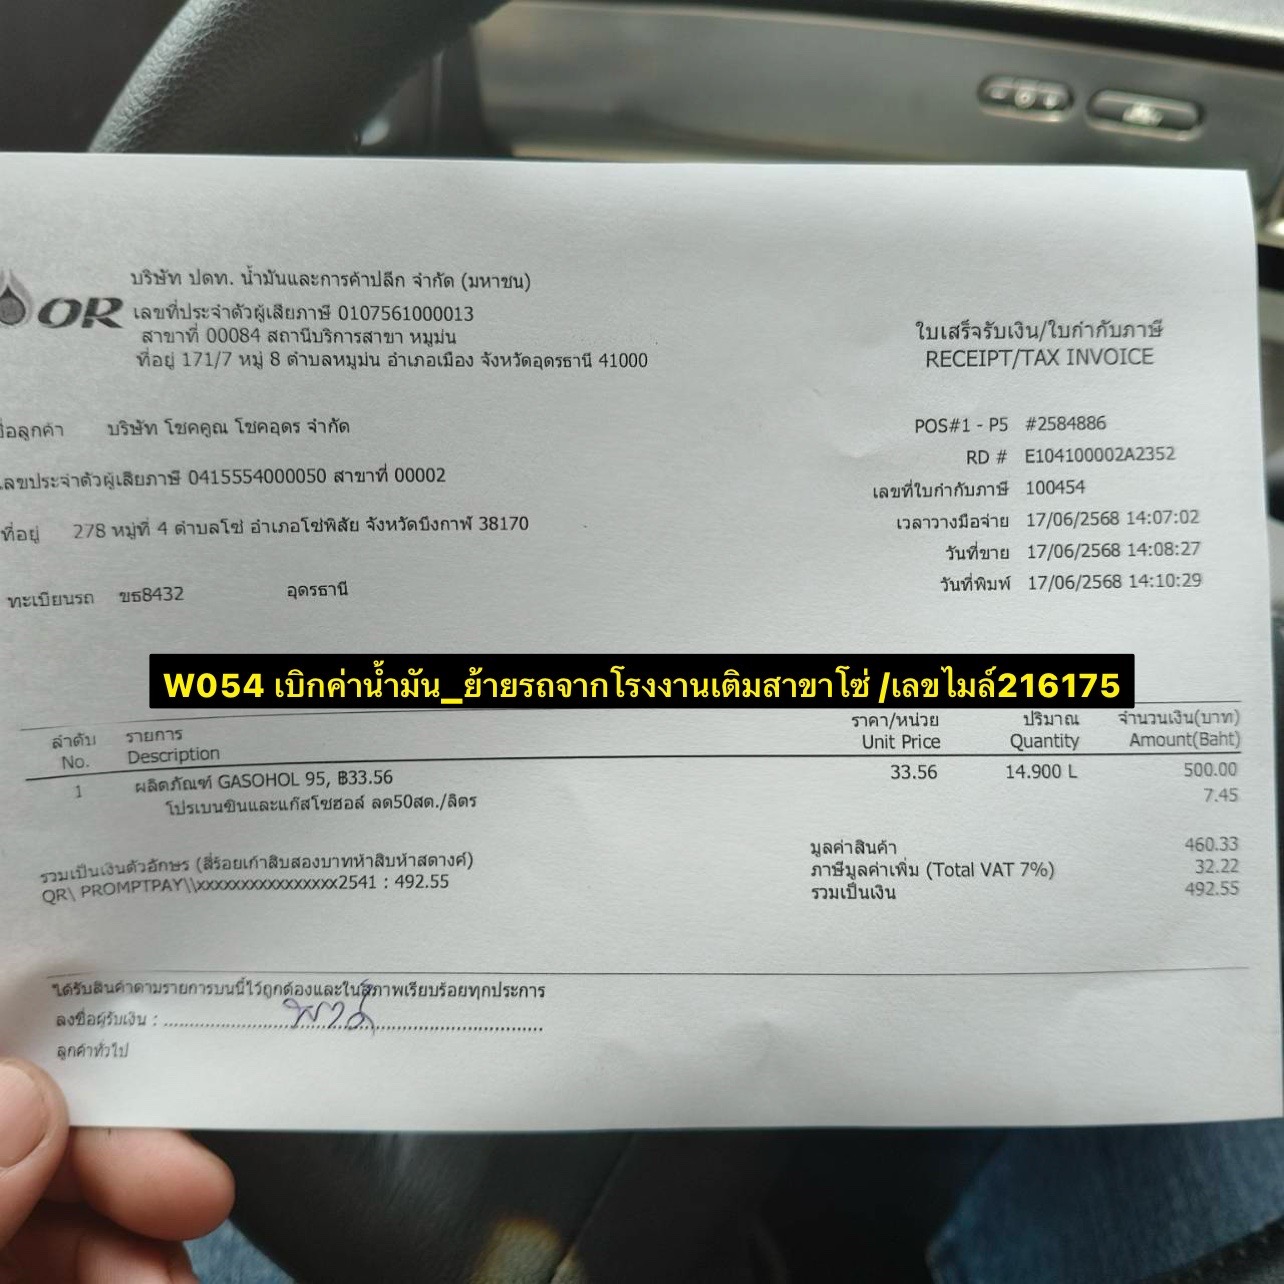 OR
บริษัท ปตท. น้ำมันและการค้าปลีก จำกัด (มหาชน)
เลขที่ประจำตัวผู้เสียภาษี 0107561000013
สาขาที่ 00084 สถานีบริการสาขา หมูม่น
ที่อยู่ 171/7 หมู่ 8 ตำบลหมูม่น อำเภอเมือง จังหวัดอุดรธานี 41000
ใบเสร็จรับเงิน/ใบกำกับภาษี
RECEIPT/TAX INVOICE
ชื่อลูกค้า บริษัท โชคคูณ โชคอุดร จำกัด
เลขประจำตัวผู้เสียภาษี 0415554000050 สาขาที่ 00002
ที่อยู่ 278 หมู่ที่ 4 ตำบลโซ่ อำเภอโซ่พิสัย จังหวัดบึงกาฬ 38170
ทะเบียนรถ ขธ8432 อุดรธานี
POS#1 - P5 #2584886
RD # E104100002A2352
เลขที่ใบกำกับภาษี 100454
เวลาวางมือจ่าย 17/06/2568 14:07:02
วันที่ขาย 17/06/2568 14:08:27
วันที่พิมพ์ 17/06/2568 14:10:29
W054 เบิกค่าน้ำมัน_ย้ายรถจากโรงงานเติมสาขาโซ่ /เลขไมล์216175
ลำดับ รายการ ราคา/หน่วย ปริมาณ จำนวนเงิน(บาท)
No. Description Unit Price Quantity Amount(Baht)
1 ผลิตภัณฑ์ GASOHOL 95, ฿33.56 33.56 14.900 L 500.00
โปรเบนซินและแก๊สโซฮอล์ ลด50สต./ลิตร 7.45
มูลค่าสินค้า 460.33
รวมเป็นเงินตัวอักษร (สี่ร้อยเก้าสิบสองบาทห้าสิบห้าสตางค์) ภาษีมูลค่าเพิ่ม (Total VAT 7%) 32.22
QR\ PROMPTPAY\\xxxxxxxxxxxxxxxx2541 : 492.55 รวมเป็นเงิน 492.55
ได้รับสินค้าตามรายการบนนี้ไว้ถูกต้องและในสภาพเรียบร้อยทุกประการ
ลงชื่อผู้รับเงิน :
ลูกค้าทั่วไป